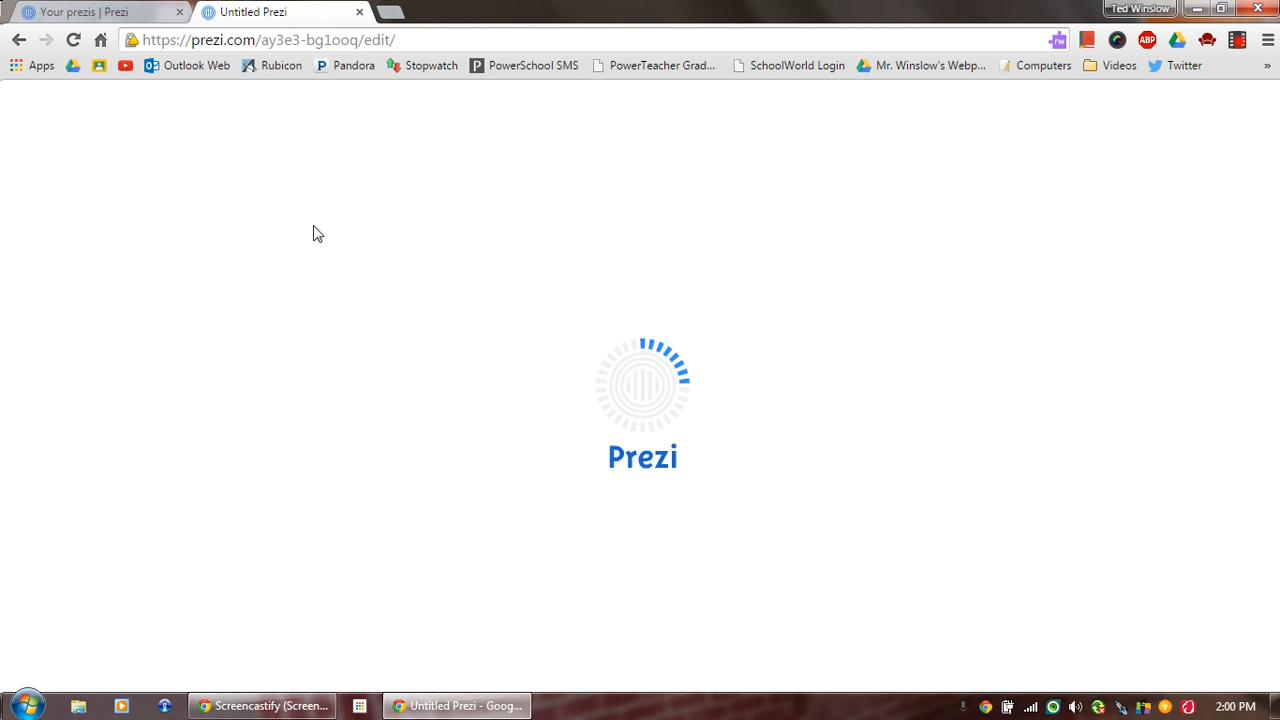 Your prezis | Prezi
Untitled Prezi
Ted Winslow
https://prezi.com/ay3e3-bg1ooq/edit/
rw
ABP
Apps
Outlook Web
Rubicon
Pandora
Stopwatch
PowerSchool SMS
PowerTeacher Grad...
SchoolWorld Login
Mr. Winslow's Webp...
Computers
Videos
Twitter
»
Prezi
Screencastify (Screen...
Untitled Prezi - Goog...
2:00 PM